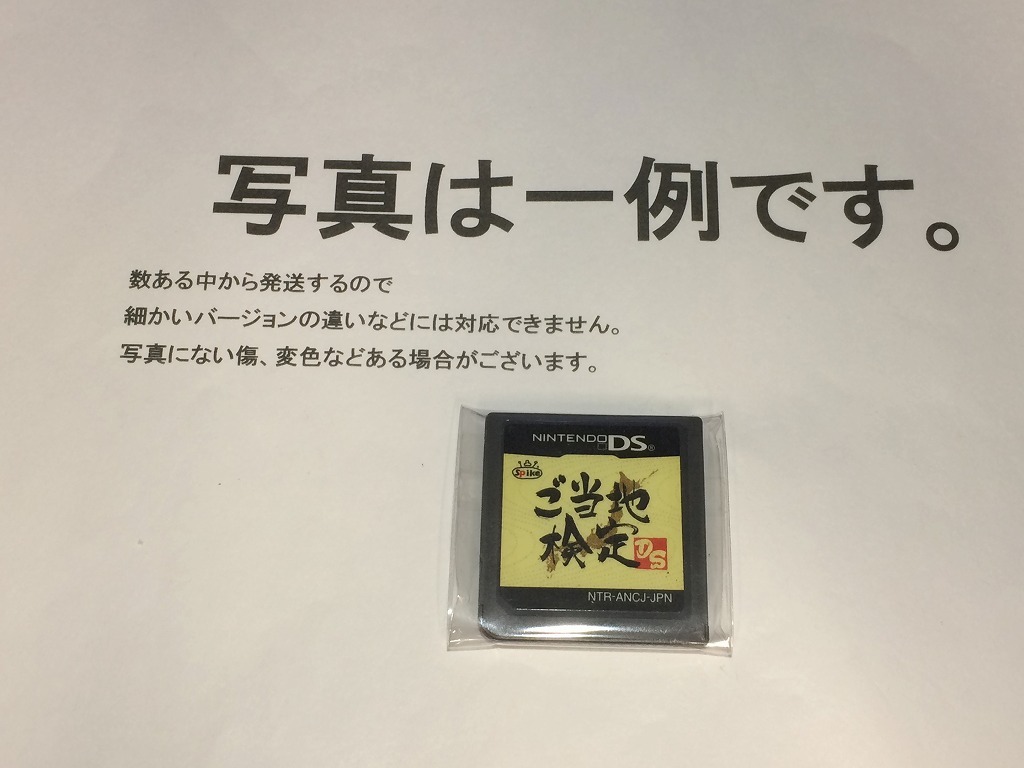 写真は一例です。
数ある中から発送するので
細かいバージョンの違いなどには対応できません。
写真にない傷、変色などある場合がございます。
NINTENDO DS®
Spike
ご当地
検定
DS
NTR-ANCJ-JPN